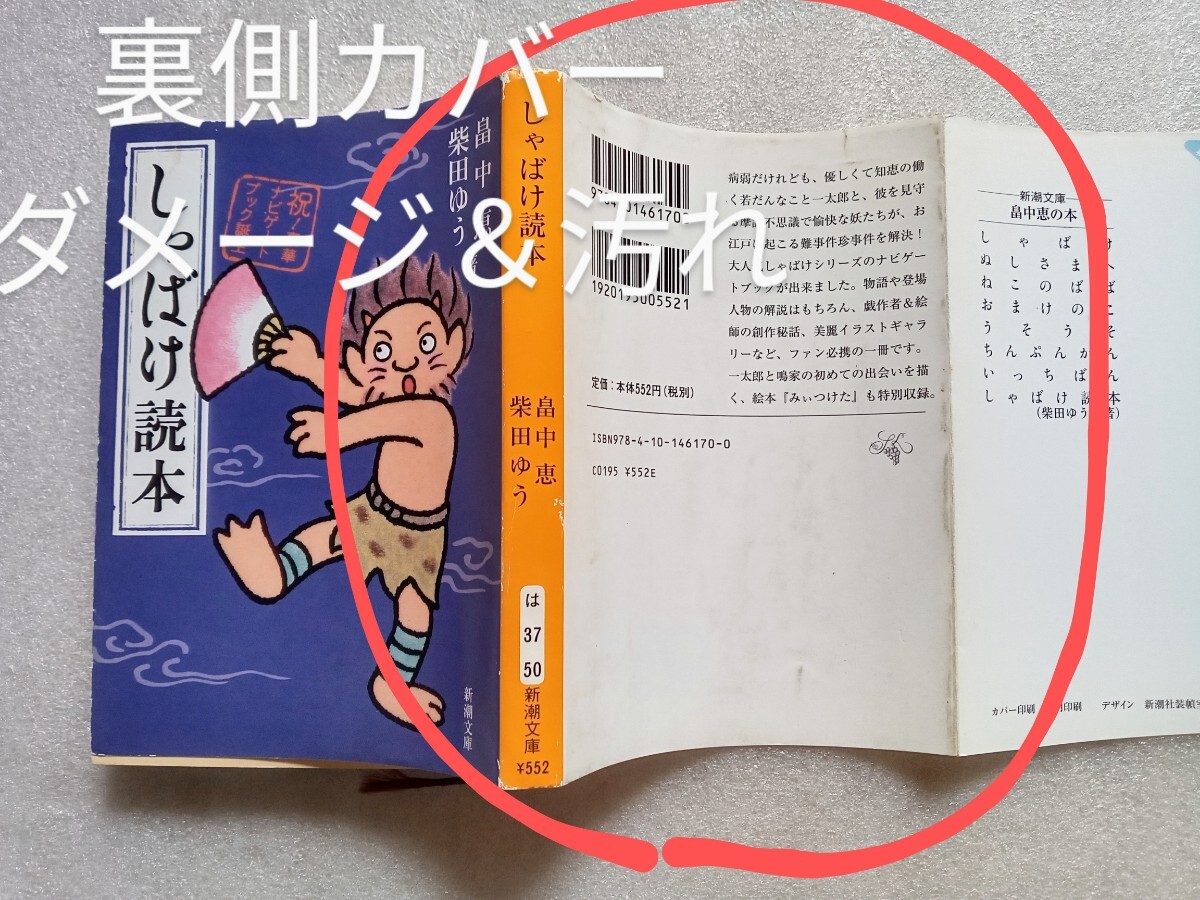 裏側カバー
ダメージ&汚れ
しゃばけ読本
祝
畠中恵
柴田ゆう
新潮文庫
しゃばけ読本
畠中恵
柴田ゆう
は
37
50
新潮文庫
¥552
1920195005521
定価：本体552円（税別）
病弱だけれども、優しくて知恵の働
く若だんなこと一太郎と、彼を見守
不思議で愉快な妖たちが、お
江戸に起こる難事件珍事件を解決！
大人しゃばけシリーズのナビゲー
トブックが出来ました。物語や登場
人物の解説はもちろん、戯作者＆絵
師の創作秘話、美麗イラストギャラ
リーなど、ファン必携の一冊です。
一太郎と鳴家の初めての出会いを描
く、絵本『みぃつけた』も特別収録。
ISBN978-4-10-146170-0
C0195 ¥552E
新潮文庫
畠中恵の本
しゃばけ
ぬしさまへ
ねこのばば
おまけのこ
うそうそ
ちんぷんかん
いっちばん
しゃばけ読本
（柴田ゆう 著）
カバー印刷 印刷 デザイン 新潮社装幀室